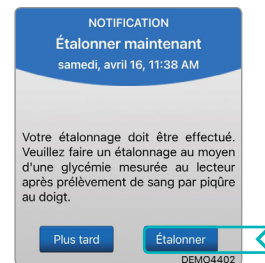 NOTIFICATION
Étalonner maintenant
samedi, avril 16, 11:38 AM
Votre étalonnage doit être effectué.
Veuillez faire un étalonnage au moyen
d'une glycémie mesurée au lecteur
après prélèvement de sang par piqûre
au doigt.
Plus tard
Étalonner
DEMO4402